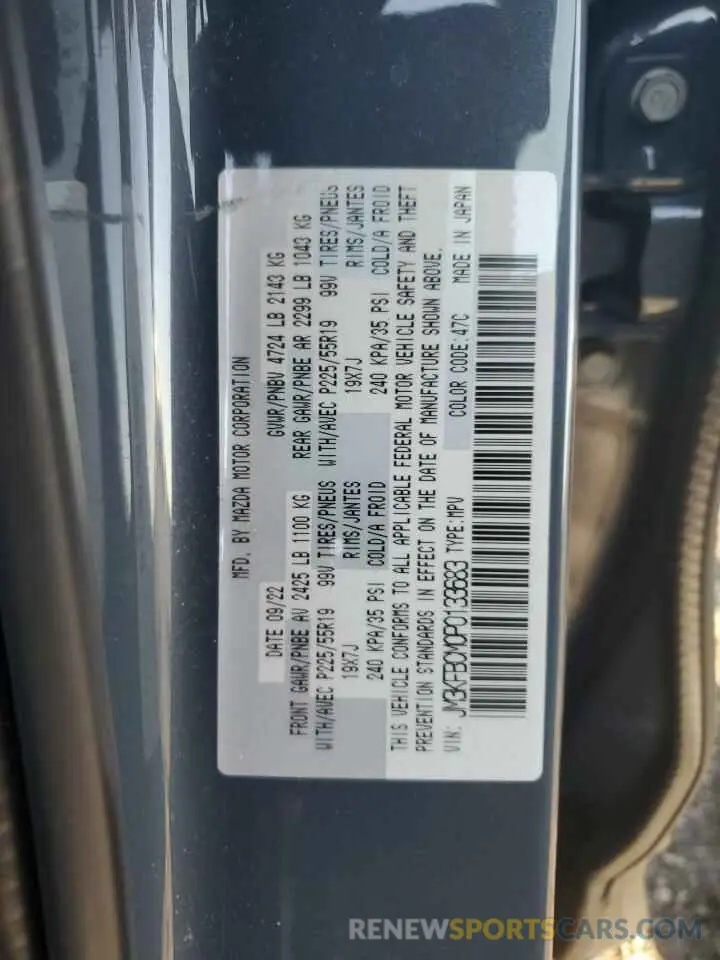 MFD. BY MAZDA MOTOR CORPORATION
DATE 09/22 GVWR/PNBV 4724 LB 2143 KG
FRONT GAWR/PNBE AV 2425 LB 1100 KG REAR GAWR/PNBE AR 2299 LB 1043 KG
WITH/AVEC P225/55R19 99V TIRES/PNEUS WITH/AVEC P225/55R19 99V TIRES/PNEUS
19X7J RIMS/JANTES 19X7J RIMS/JANTES
240 KPA/35 PSI COLD/A FROID 240 KPA/35 PSI COLD/A FROID
THIS VEHICLE CONFORMS TO ALL APPLICABLE FEDERAL MOTOR VEHICLE SAFETY AND THEFT
PREVENTION STANDARDS IN EFFECT ON THE DATE OF MANUFACTURE SHOWN ABOVE.
VIN: JM3KFBCM0P0133683 TYPE:MPV COLOR CODE:47C MADE IN JAPAN
RENEWSPORTSCARS.COM